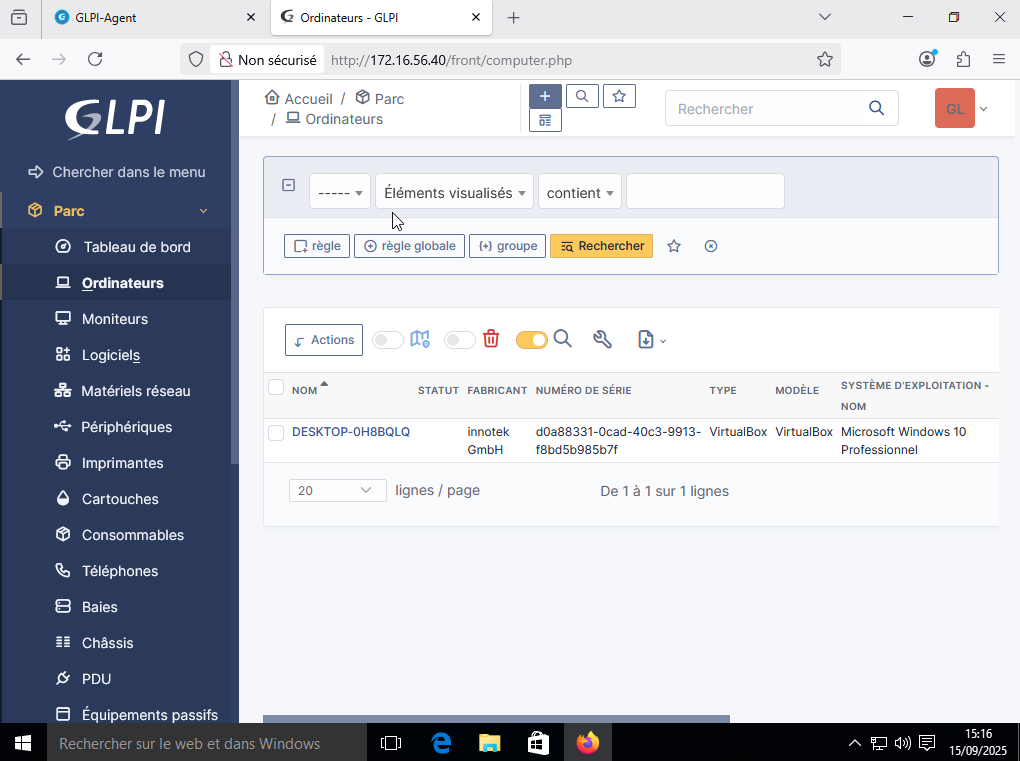 GLPI-Agent
Ordinateurs - GLPI
Non sécurisé
http://172.16.56.40/front/computer.php
GLPI
Chercher dans le menu
Parc
Tableau de bord
Ordinateurs
Moniteurs
Logiciels
Matériels réseau
Périphériques
Imprimantes
Cartouches
Consommables
Téléphones
Baies
Châssis
PDU
Équipements passifs
Accueil / Parc
/ Ordinateurs
Rechercher
GL
-----
Éléments visualisés
contient
règle
règle globale
groupe
Rechercher
Actions
NOM
STATUT
FABRICANT
NUMÉRO DE SÉRIE
TYPE
MODÈLE
SYSTÈME D'EXPLOITATION -
NOM
DESKTOP-0H8BQLQ
innotek
GmbH
d0a88331-0cad-40c3-9913-
f8bd5b985b7f
VirtualBox
VirtualBox
Microsoft Windows 10
Professionnel
20
lignes / page
De 1 à 1 sur 1 lignes
Rechercher sur le web et dans Windows
15:16
15/09/2025